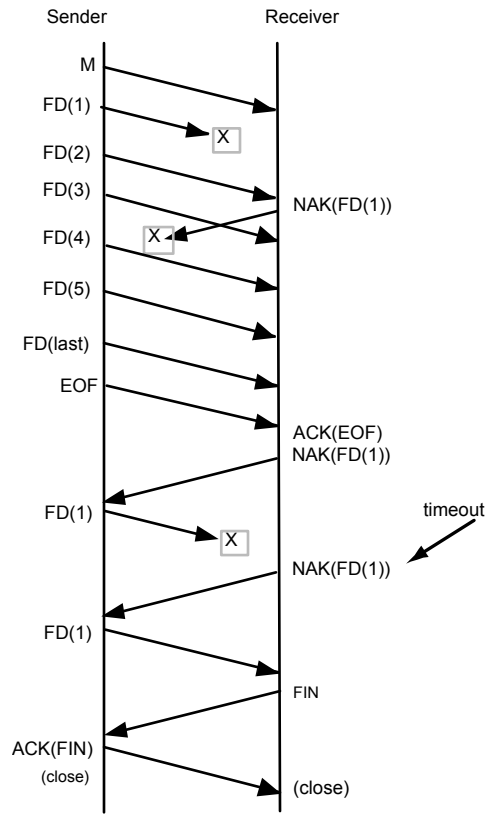 Sender Receiver
M
FD(1)
X
FD(2)
FD(3)
NAK(FD(1))
X
FD(4)
FD(5)
FD(last)
EOF
ACK(EOF)
NAK(FD(1))
FD(1)
timeout
X
NAK(FD(1))
FD(1)
FIN
ACK(FIN)
(close)
(close)